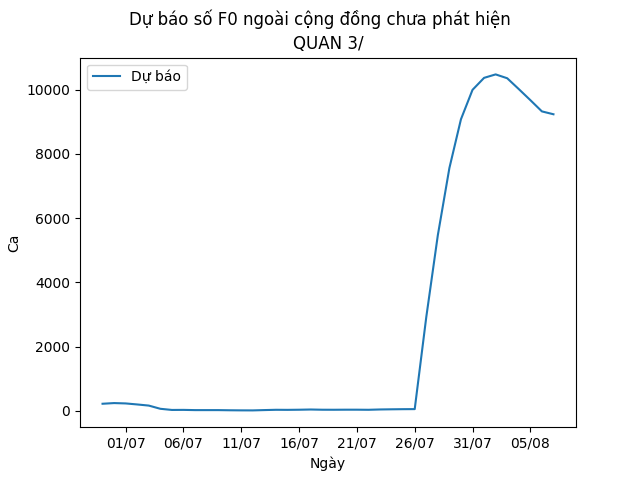 Dự báo số F0 ngoài cộng đồng chưa phát hiện
QUAN 3/
Dự báo
10000
8000
6000
4000
2000
0
Ca
01/07 06/07 11/07 16/07 21/07 26/07 31/07 05/08
Ngày